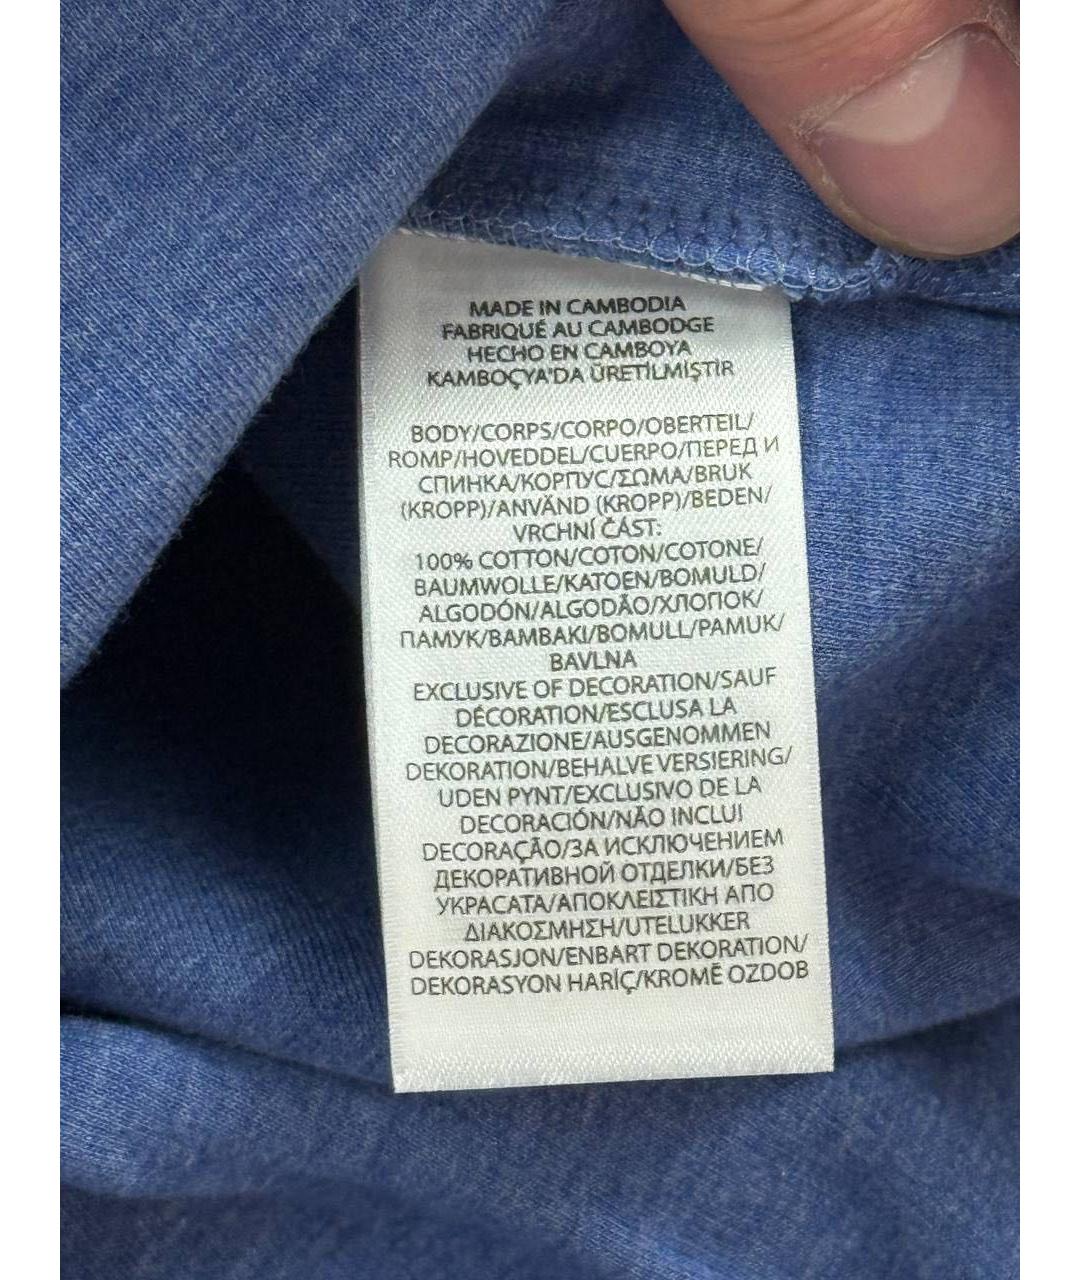 MADE IN CAMBODIA
FABRIQUÉ AU CAMBODGE
HECHO EN CAMBOYA
KAMBOÇYA'DA ÜRETİLMİŞTİR
BODY/CORPS/CORPO/OBERTEIL/
ROMP/HOVEDDEL/CUERPO/ПЕРЕД И
СПИНКА/КОРПУС/ΣΩΜΑ/BRUK
(KROPP)/ANVÄND (KROPP)/BEDEN/
VRCHNÍ ČÁST:
100% COTTON/COTON/COTONE/
BAUMWOLLE/KATOEN/BOMULD/
ALGODÓN/ALGODÃO/ХЛОПОК/
ПАМУК/ΒΑΜΒΑΚΙ/BOMULL/PAMUK/
BAVLNA
EXCLUSIVE OF DECORATION/SAUF
DÉCORATION/ESCLUSA LA
DECORAZIONE/AUSGENOMMEN
DEKORATION/BEHALVE VERSIERING/
UDEN PYNT/EXCLUSIVO DE LA
DECORACIÓN/NÃO INCLUI
DECORAÇÃO/ЗА ИСКЛЮЧЕНИЕМ
ДЕКОРАТИВНОЙ ОТДЕЛКИ/БЕЗ
УКРАСАТА/ΑΠΟΚΛΕΙΣΤΙΚΗ ΑΠΟ
ΔΙΑΚΟΣΜΗΣΗ/UTELUKKER
DEKORASJON/ENBART DEKORATION/
DEKORASYON HARİÇ/KROMĚ OZDOB